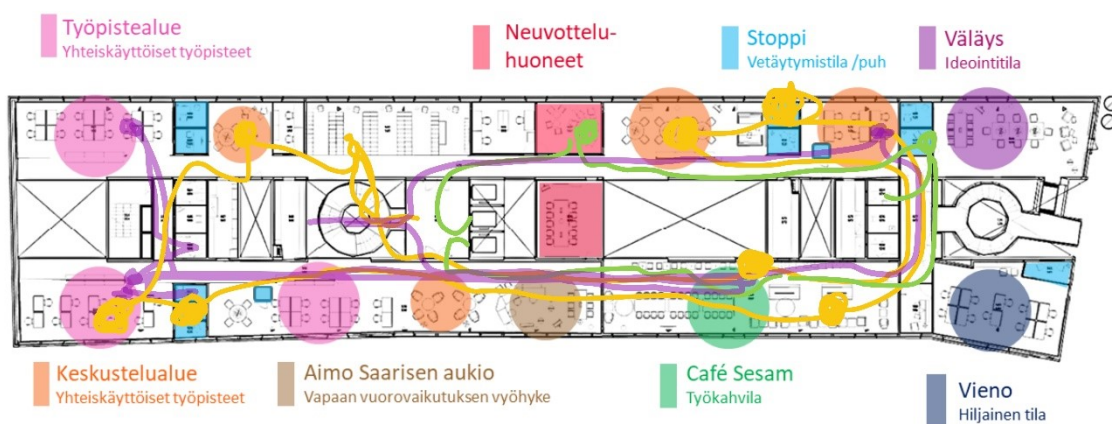 Työpistealue
Yhteiskäyttöiset työpisteet
Neuvottelu-
huoneet
Stoppi
Vetäytymistila /puh
Väläys
Ideointitila
Keskustelualue
Yhteiskäyttöiset työpisteet
Aimo Saarisen aukio
Vapaan vuorovaikutuksen vyöhyke
Café Sesam
Työkahvila
Vieno
Hiljainen tila